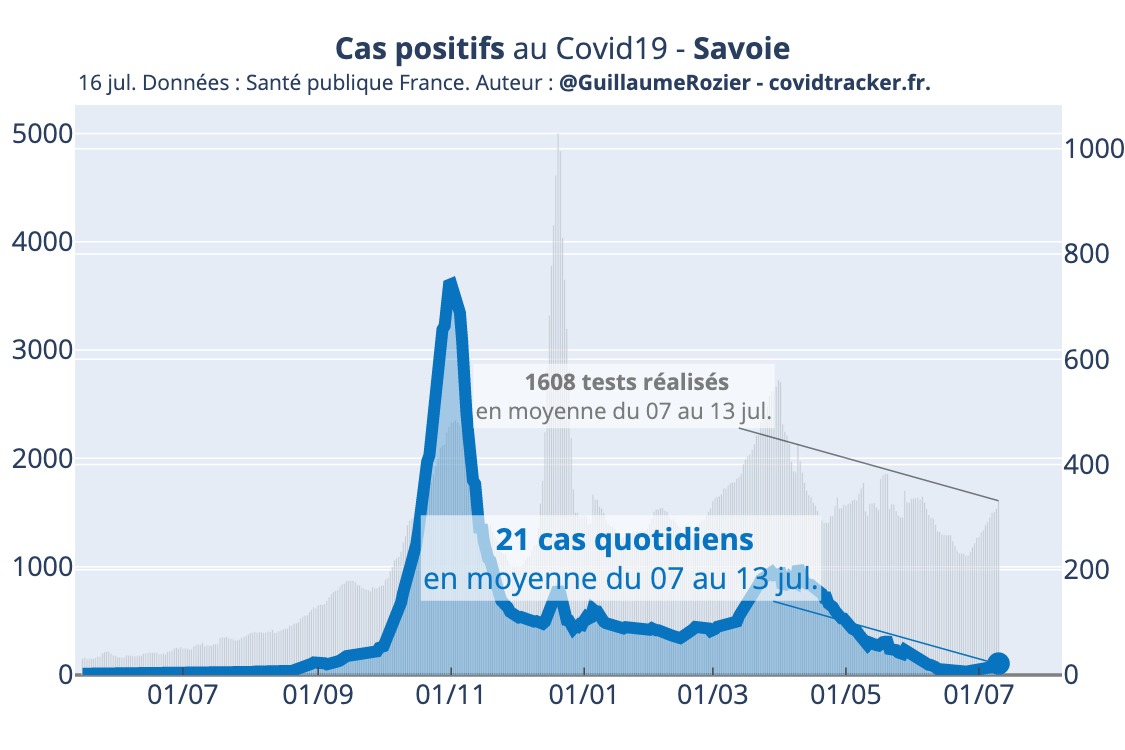 Cas positifs au Covid19 - Savoie
16 jul. Données : Santé publique France. Auteur : @GuillaumeRozier - covidtracker.fr.
5000
4000
3000
2000
1000
0
1000
800
600
400
200
0
1608 tests réalisés
en moyenne du 07 au 13 jul.
21 cas quotidiens
en moyenne du 07 au 13 jul.
01/07 01/09 01/11 01/01 01/03 01/05 01/07